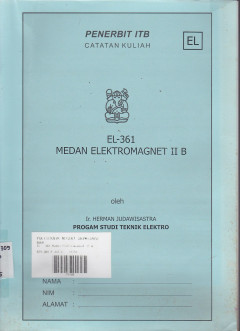 PENERBIT ITB
CATATAN KULIAH
EL
EL-361
MEDAN ELEKTROMAGNET II B
oleh
Ir. HERMAN JUDAWISASTRA
PROGAM STUDI TEKNIK ELEKTRO
NAMA :
NIM :
ALAMAT :